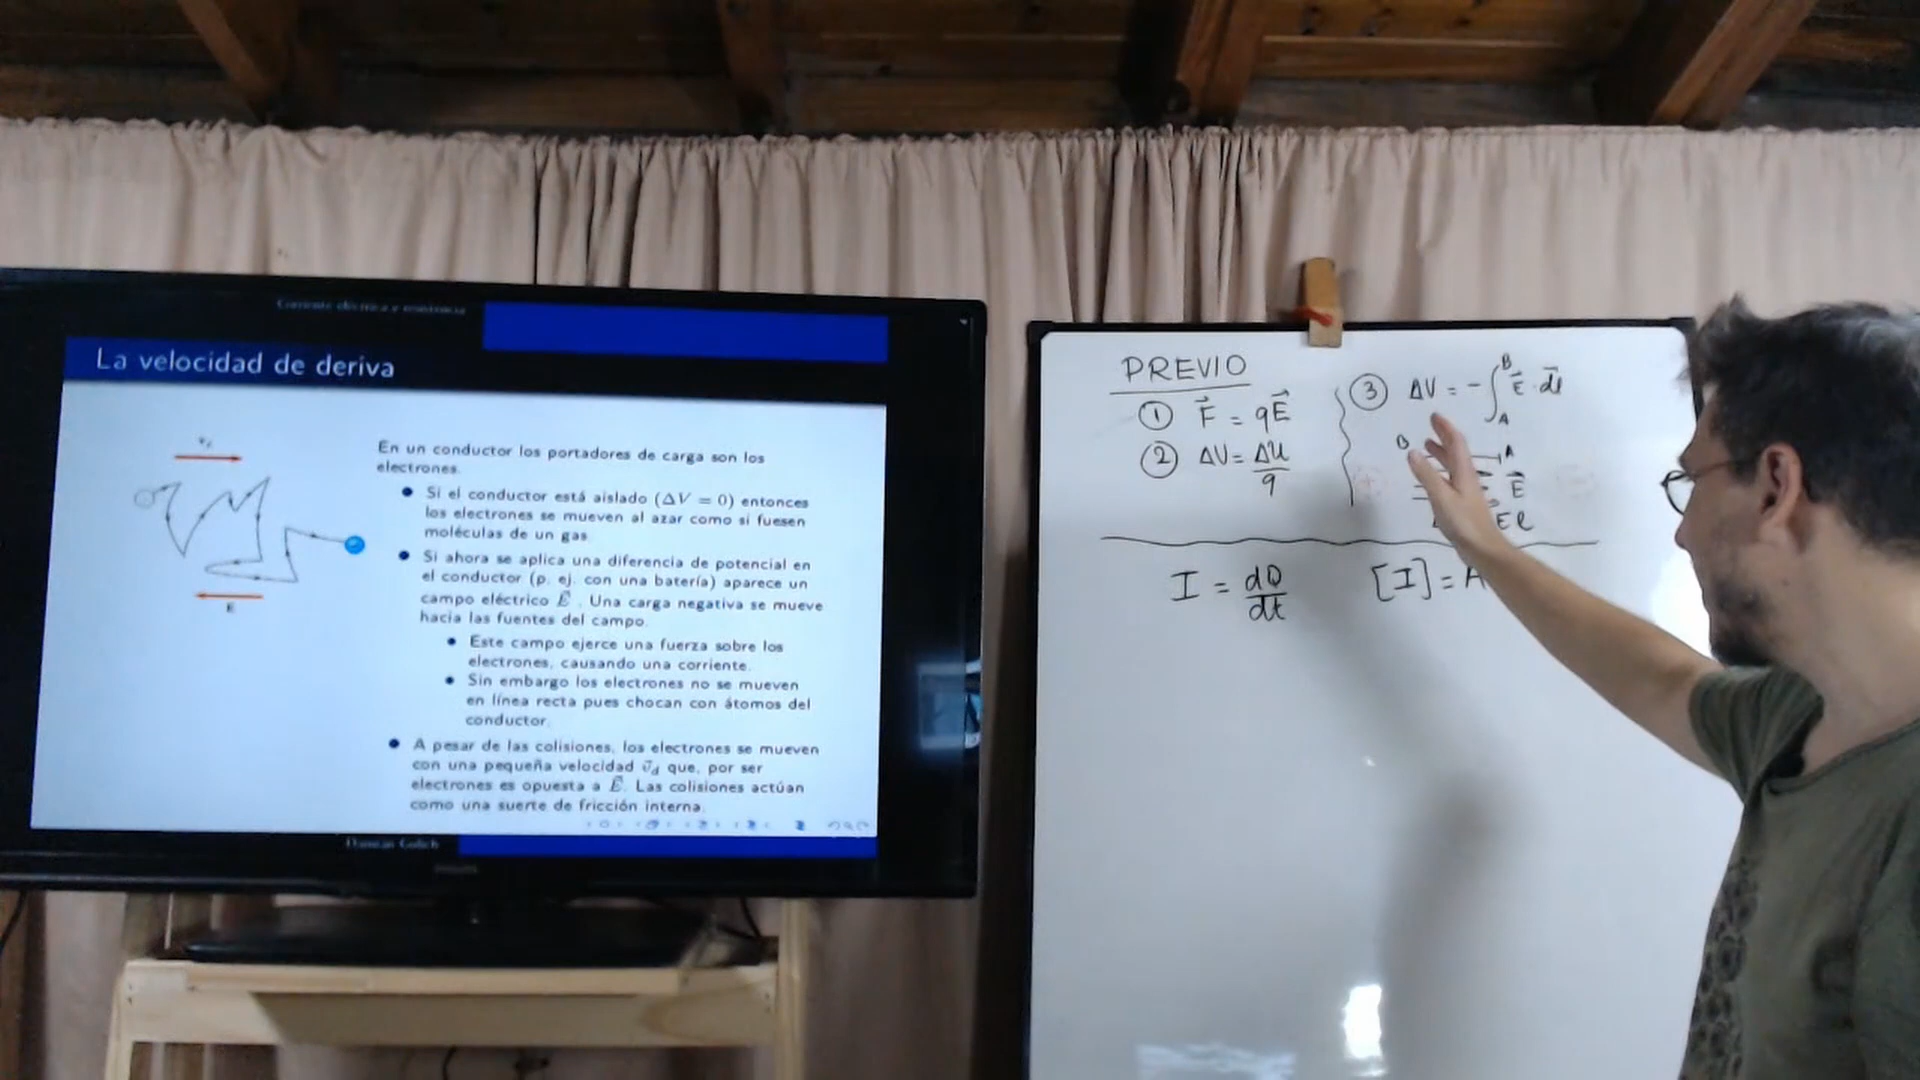 Corriente eléctrica y resistencia
La velocidad de deriva
E
En un conductor los portadores de carga son los
electrones.
Si el conductor está aislado (ΔV = 0) entonces
los electrones se mueven al azar como si fuesen
moléculas de un gas
Si ahora se aplica una diferencia de potencial en
el conductor (p. ej. con una batería) aparece un
campo eléctrico E⃗ . Una carga negativa se mueve
hacia las fuentes del campo.
Este campo ejerce una fuerza sobre los
electrones, causando una corriente.
Sin embargo los electrones no se mueven
en línea recta pues chocan con átomos del
conductor.
A pesar de las colisiones, los electrones se mueven
con una pequeña velocidad v⃗d que, por ser
electrones es opuesta a E⃗. Las colisiones actúan
como una suerte de fricción interna.
PREVIO
① F⃗ = qE⃗
② ΔV = ΔU/q
③ ΔV = - ∫_A^B E⃗ · dl⃗
B A
E⃗
El
I = dQ/dt
[I] = A